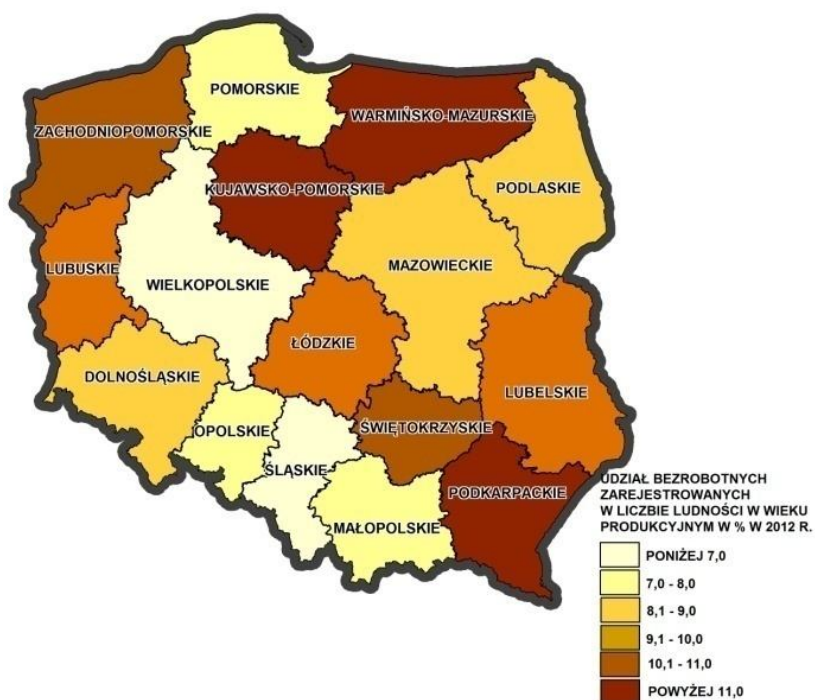 POMORSKIE
WARMIŃSKO-MAZURSKIE
ZACHODNIOPOMORSKIE
KUJAWSKO-POMORSKIE
PODLASKIE
LUBUSKIE
WIELKOPOLSKIE
MAZOWIECKIE
ŁÓDZKIE
DOLNOŚLĄSKIE
LUBELSKIE
OPOLSKIE
ŚWIĘTOKRZYSKIE
ŚLĄSKIE
PODKARPACKIE
MAŁOPOLSKIE
UDZIAŁ BEZROBOTNYCH
ZAREJESTROWANYCH
W LICZBIE LUDNOŚCI W WIEKU
PRODUKCYJNYM W % W 2012 R.
PONIŻEJ 7,0
7,0 - 8,0
8,1 - 9,0
9,1 - 10,0
10,1 - 11,0
POWYŻEJ 11,0